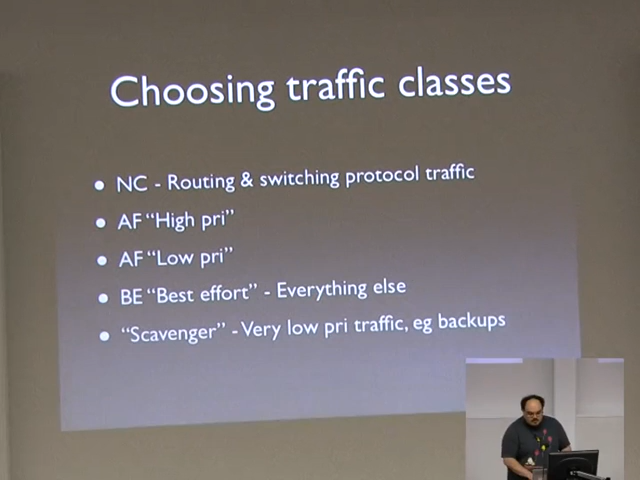 Choosing traffic classes
• NC - Routing & switching protocol traffic
• AF "High pri"
• AF "Low pri"
• BE "Best effort" - Everything else
• "Scavenger" - Very low pri traffic, eg backups